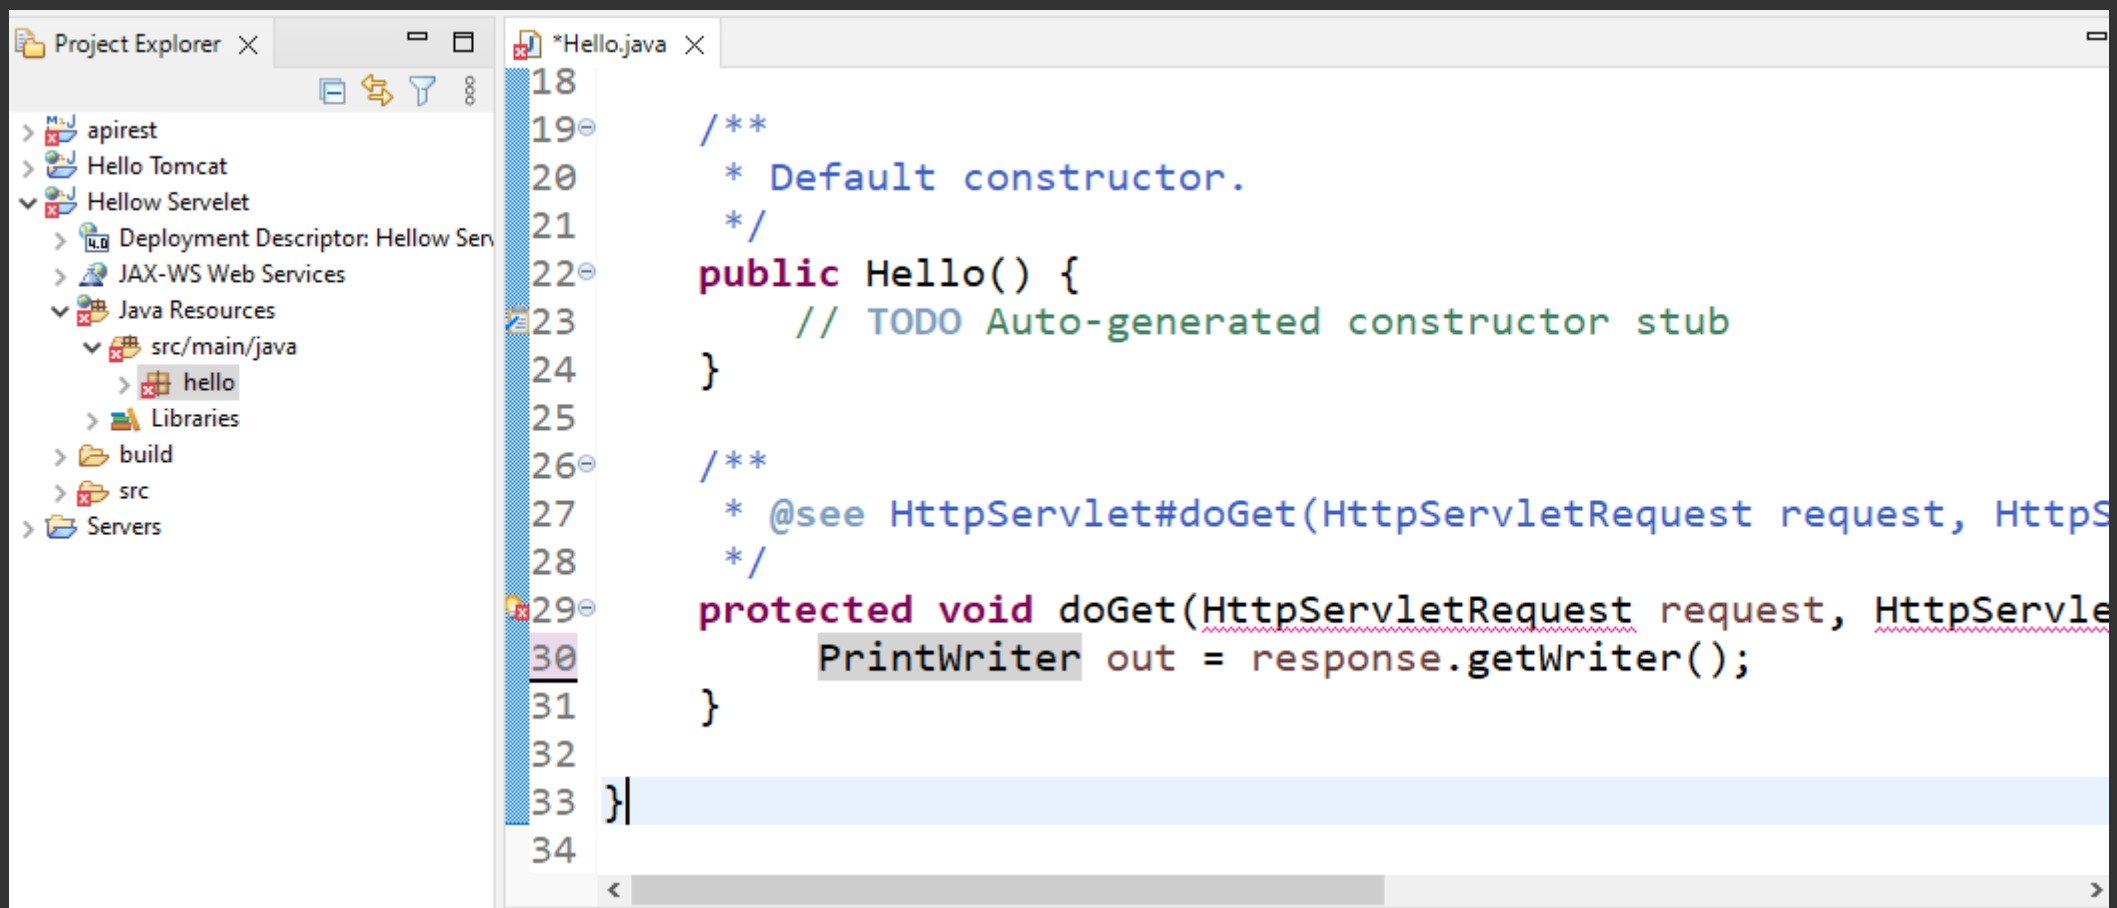 Project Explorer
apirest
Hello Tomcat
Hellow Servelet
Deployment Descriptor: Hellow Serv
JAX-WS Web Services
Java Resources
src/main/java
hello
Libraries
build
src
Servers
*Hello.java
18
19 /**
20 * Default constructor.
21 */
22 public Hello() {
23 // TODO Auto-generated constructor stub
24 }
25
26 /**
27 * @see HttpServlet#doGet(HttpServletRequest request, HttpS
28 */
29 protected void doGet(HttpServletRequest request, HttpServle
30 PrintWriter out = response.getWriter();
31 }
32
33 }
34